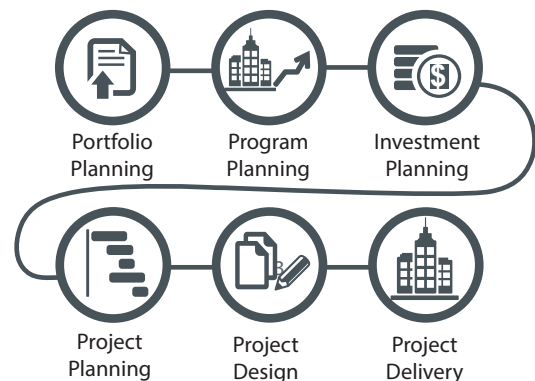 Portfolio
Planning
Program
Planning
Investment
Planning
$
Project
Planning
Project
Design
Project
Delivery